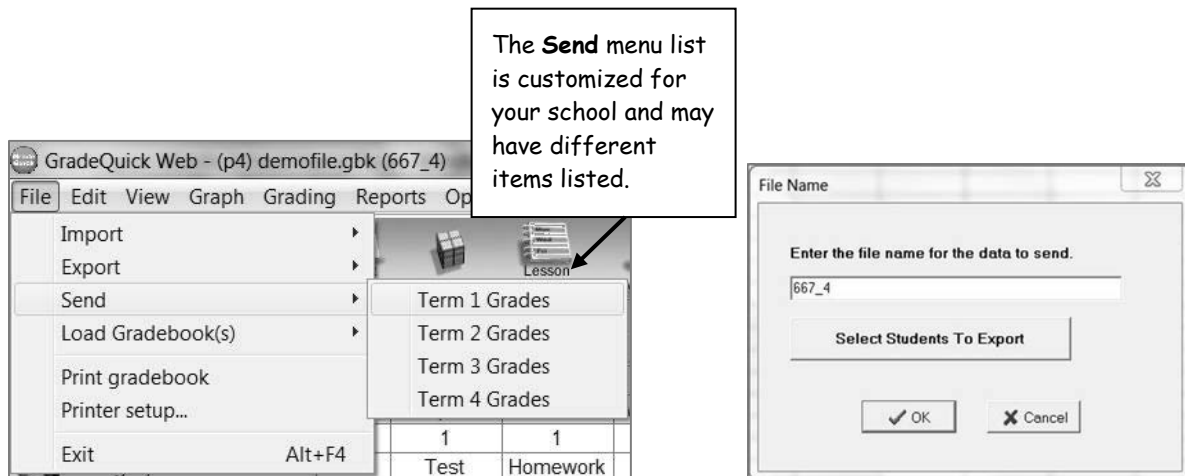 The Send menu list
is customized for
your school and may
have different
items listed.
GradeQuick Web - (p4) demofile.gbk (667_4)
File Edit View Graph Grading Reports Op
Import
Export
Send
Load Gradebook(s)
Print gradebook
Printer setup...
Exit Alt+F4
Lesson
Term 1 Grades
Term 2 Grades
Term 3 Grades
Term 4 Grades
1 1
Test Homework
File Name
Enter the file name for the data to send.
667_4
Select Students To Export
OK Cancel